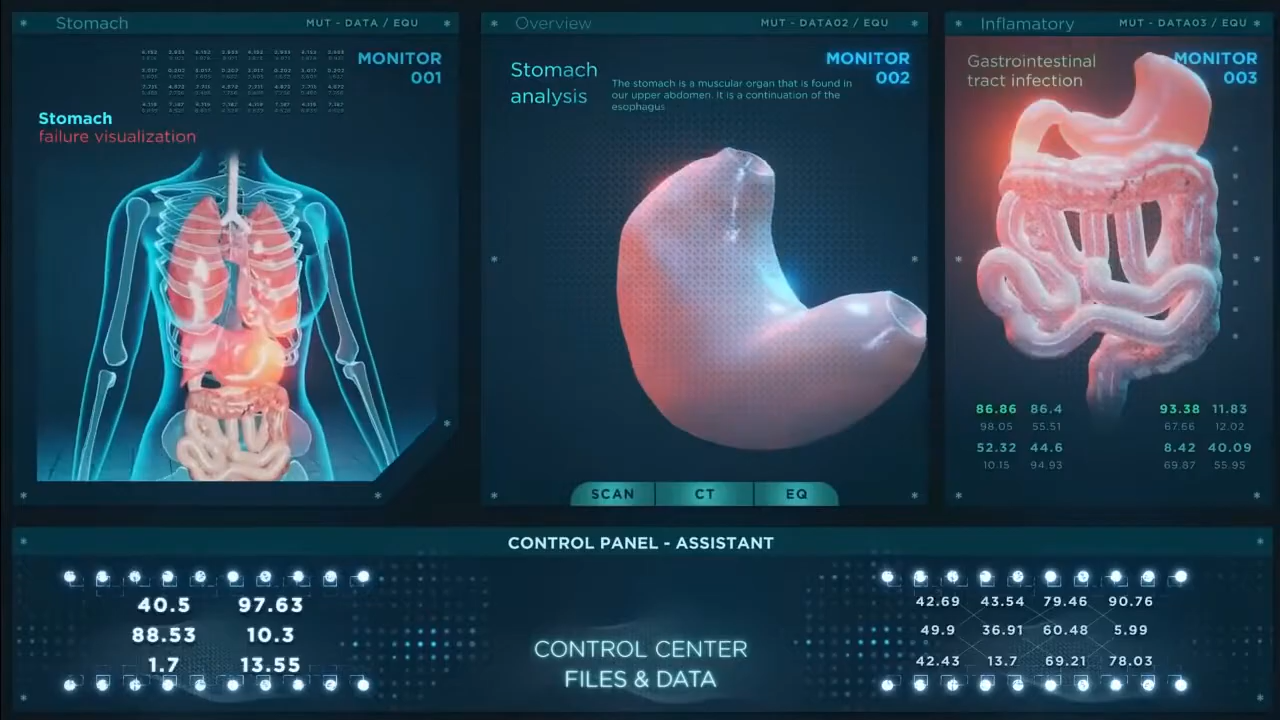 Stomach
MUT - DATA / EQU
MONITOR
001
Stomach
failure visualization
Overview
MUT - DATA02 / EQU
MONITOR
002
Stomach
analysis
The stomach is a muscular organ that is found in
our upper abdomen. It is a continuation of the
esophagus
SCAN CT EQ
Inflamatory
MUT - DATA03 / EQU
MONITOR
003
Gastrointestinal
tract infection
86.86 86.4
98.05 55.51
52.32 44.6
10.15 94.93
93.38 11.83
67.66 12.02
8.42 40.09
69.87 55.95
CONTROL PANEL - ASSISTANT
40.5 97.63
88.53 10.3
1.7 13.55
CONTROL CENTER
FILES & DATA
42.69 43.54 79.46 90.76
49.9 36.91 60.48 5.99
42.43 13.7 69.21 78.03